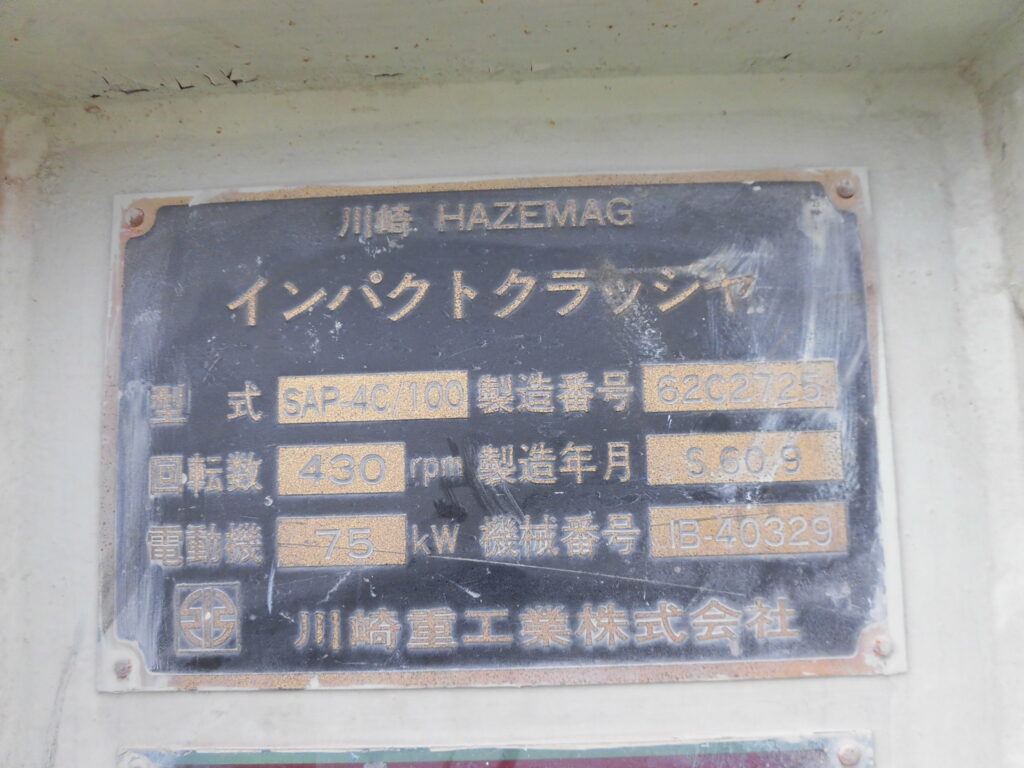 川崎 HAZEMAG
インパクトクラッシャ
型式 SAP-4C/100 製造番号 62C2725
回転数 430 rpm 製造年月 S.60.9
電動機 75 kW 機械番号 IB-40329
川崎重工業株式会社